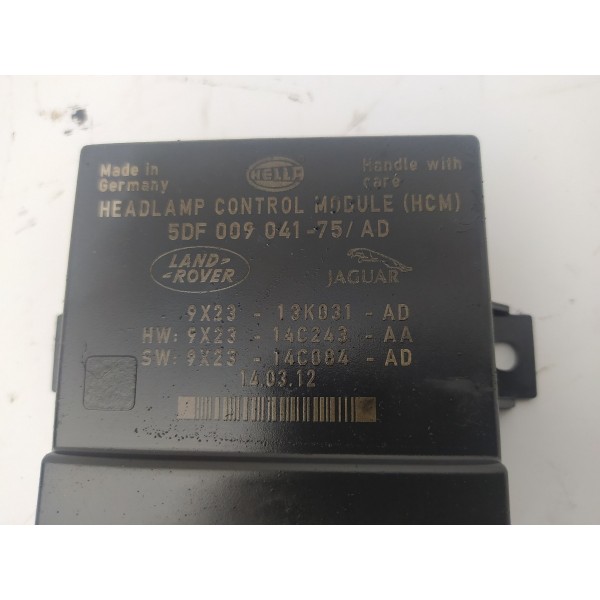 Made in HELLA Handle with
Germany care
HEADLAMP CONTROL MODULE (HCM)
5DF 009 041-75/AD
LAND-
-ROVER
JAGUAR
9X23 - 13K031 - AD
HW: 9X23 - 14C243 - AA
SW: 9X23 - 14C084 - AD
14.03.12